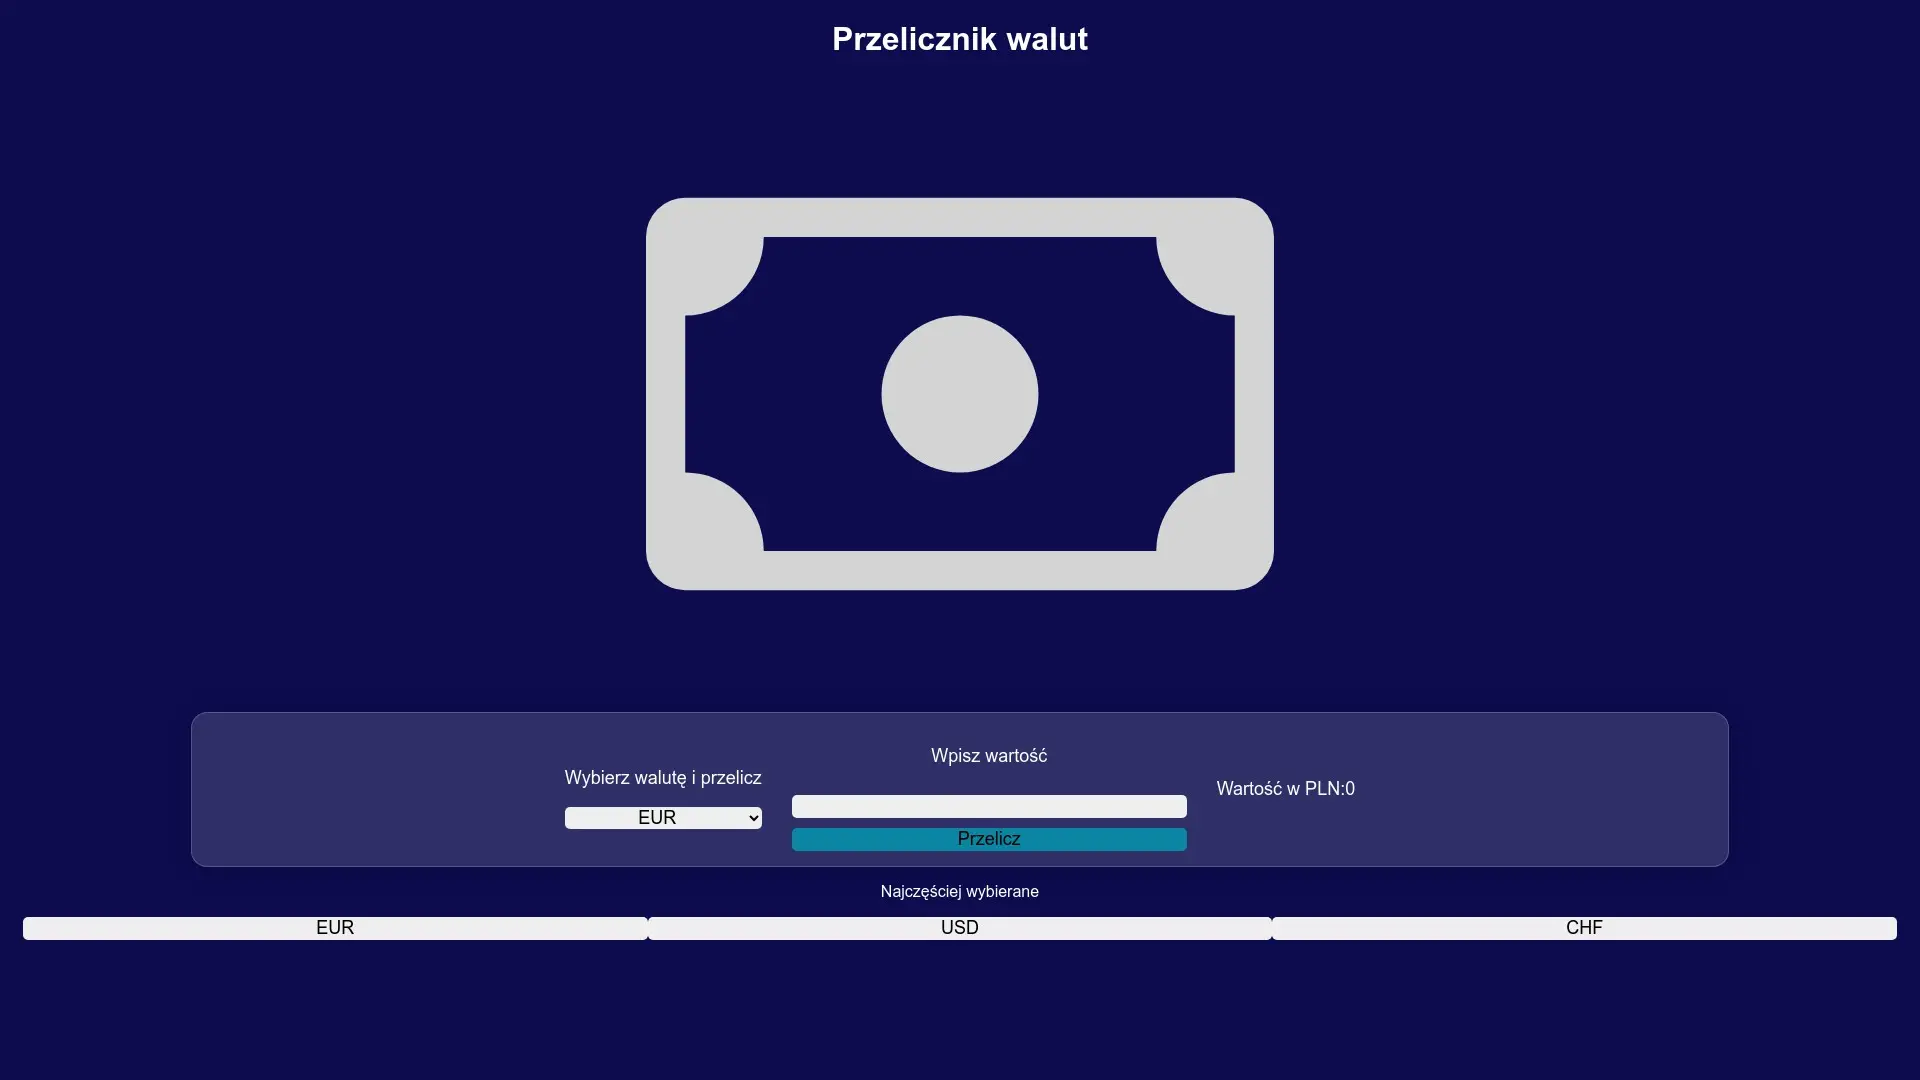 Przelicznik walut
Wybierz walutę i przelicz
EUR
Wpisz wartość
Przelicz
Wartość w PLN:0
Najczęściej wybierane
EUR
USD
CHF